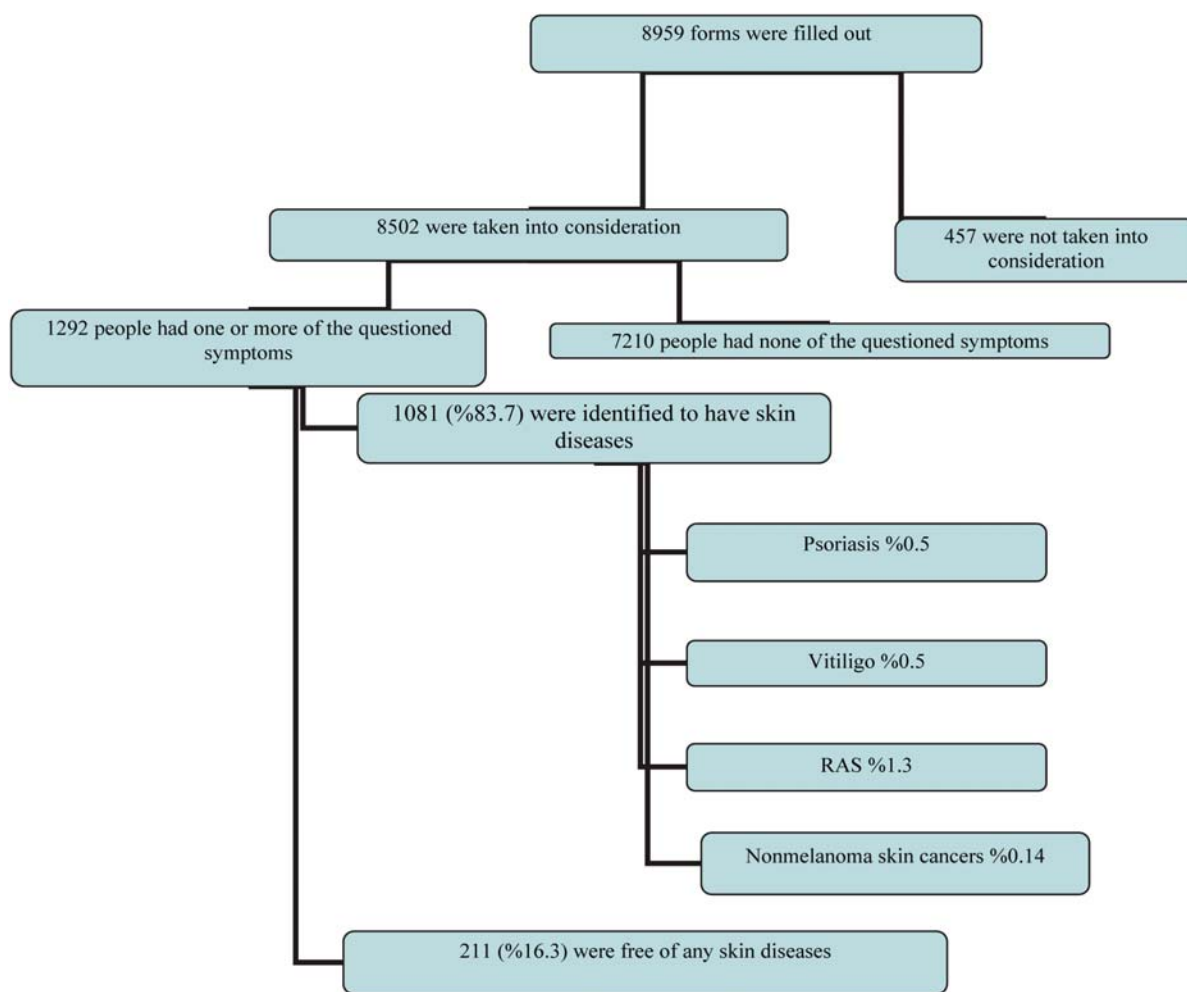 8959 forms were filled out
8502 were taken into consideration
457 were not taken into
consideration
1292 people had one or more of the questioned
symptoms
7210 people had none of the questioned symptoms
1081 (%83.7) were identified to have skin
diseases
Psoriasis %0.5
Vitiligo %0.5
RAS %1.3
Nonmelanoma skin cancers %0.14
211 (%16.3) were free of any skin diseases